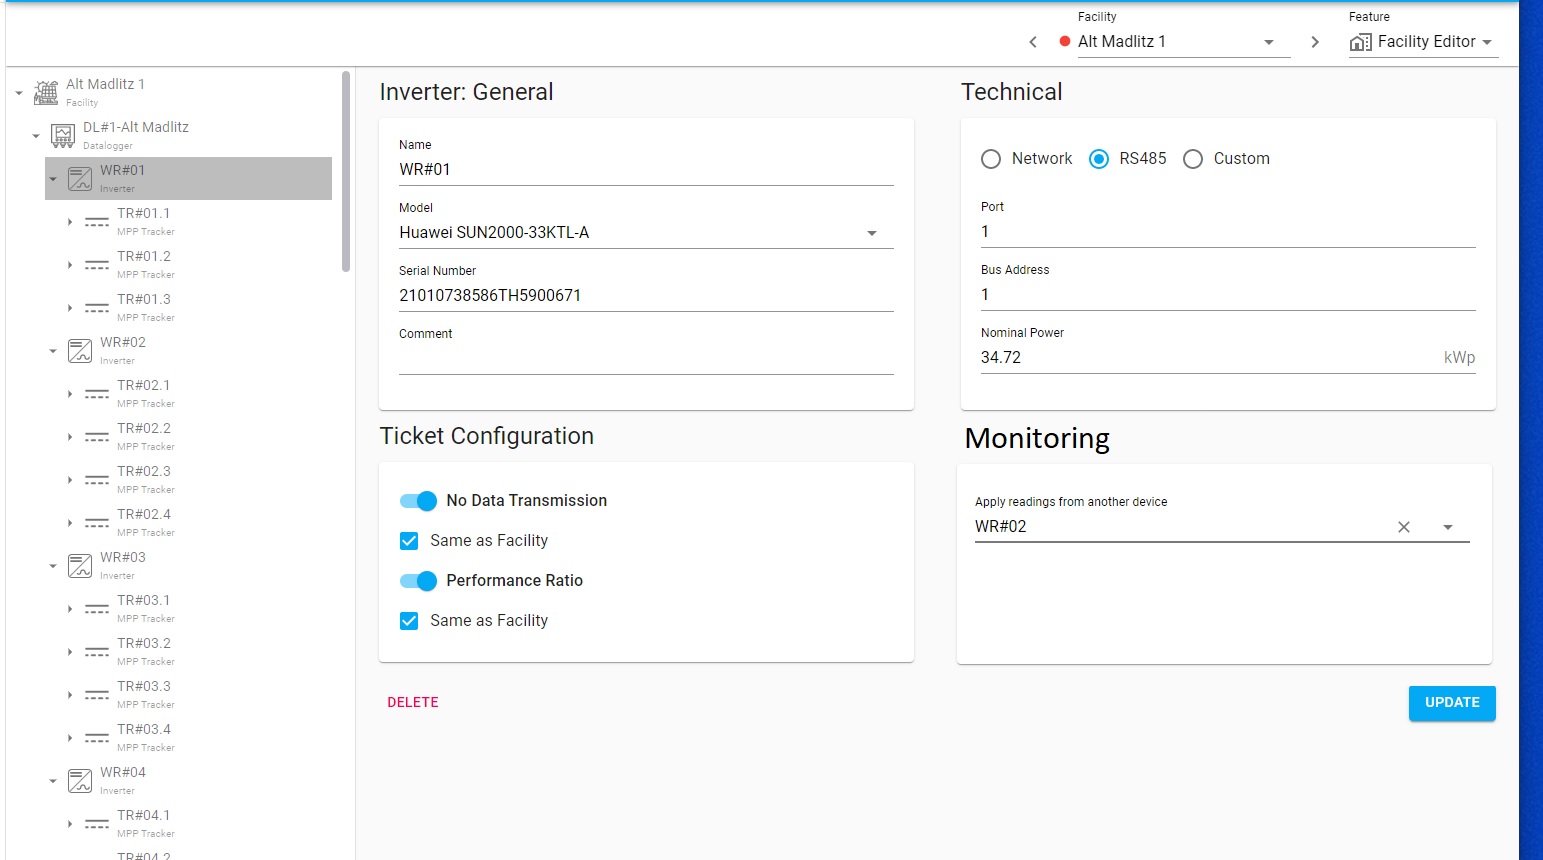 Facility
Alt Madlitz 1
Feature
Facility Editor
Alt Madlitz 1
Facility
DL#1-Alt Madlitz
Datalogger
WR#01
Inverter
TR#01.1
MPP Tracker
TR#01.2
MPP Tracker
TR#01.3
MPP Tracker
WR#02
Inverter
TR#02.1
MPP Tracker
TR#02.2
MPP Tracker
TR#02.3
MPP Tracker
TR#02.4
MPP Tracker
WR#03
Inverter
TR#03.1
MPP Tracker
TR#03.2
MPP Tracker
TR#03.3
MPP Tracker
TR#03.4
MPP Tracker
WR#04
Inverter
TR#04.1
MPP Tracker
TR#04.2
Inverter: General
Name
WR#01
Model
Huawei SUN2000-33KTL-A
Serial Number
21010738586TH5900671
Comment
Technical
Network RS485 Custom
Port
1
Bus Address
1
Nominal Power
34.72 kWp
Ticket Configuration
No Data Transmission
Same as Facility
Performance Ratio
Same as Facility
Monitoring
Apply readings from another device
WR#02
DELETE
UPDATE